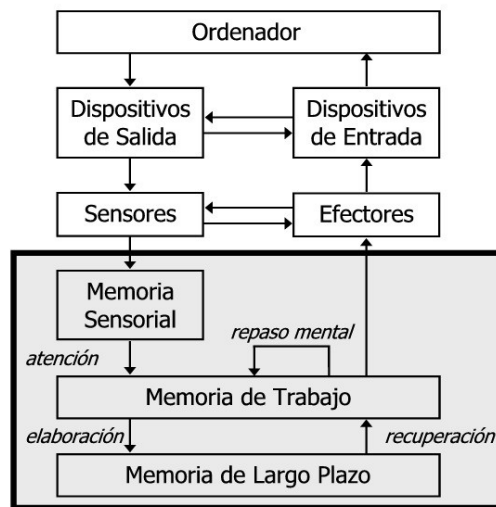 Ordenador
Dispositivos
de Salida
Dispositivos
de Entrada
Sensores
Efectores
Memoria
Sensorial
repaso mental
atención
Memoria de Trabajo
elaboración
recuperación
Memoria de Largo Plazo